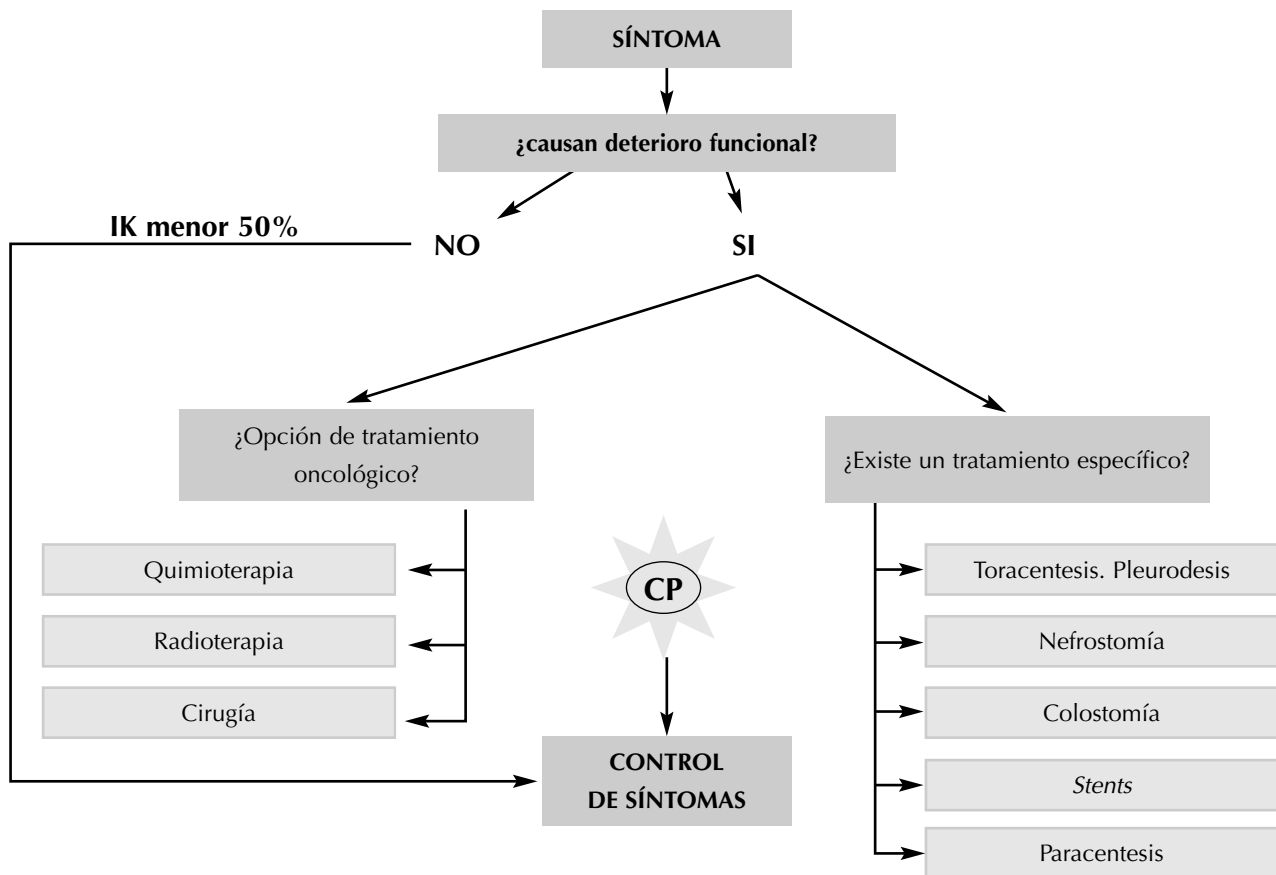 SÍNTOMA
¿causan deterioro funcional?
IK menor 50%
NO
SI
¿Opción de tratamiento
oncológico?
¿Existe un tratamiento específico?
Quimioterapia
Radioterapia
Cirugía
CP
CONTROL
DE SÍNTOMAS
Toracentesis. Pleurodesis
Nefrostomía
Colostomía
Stents
Paracentesis